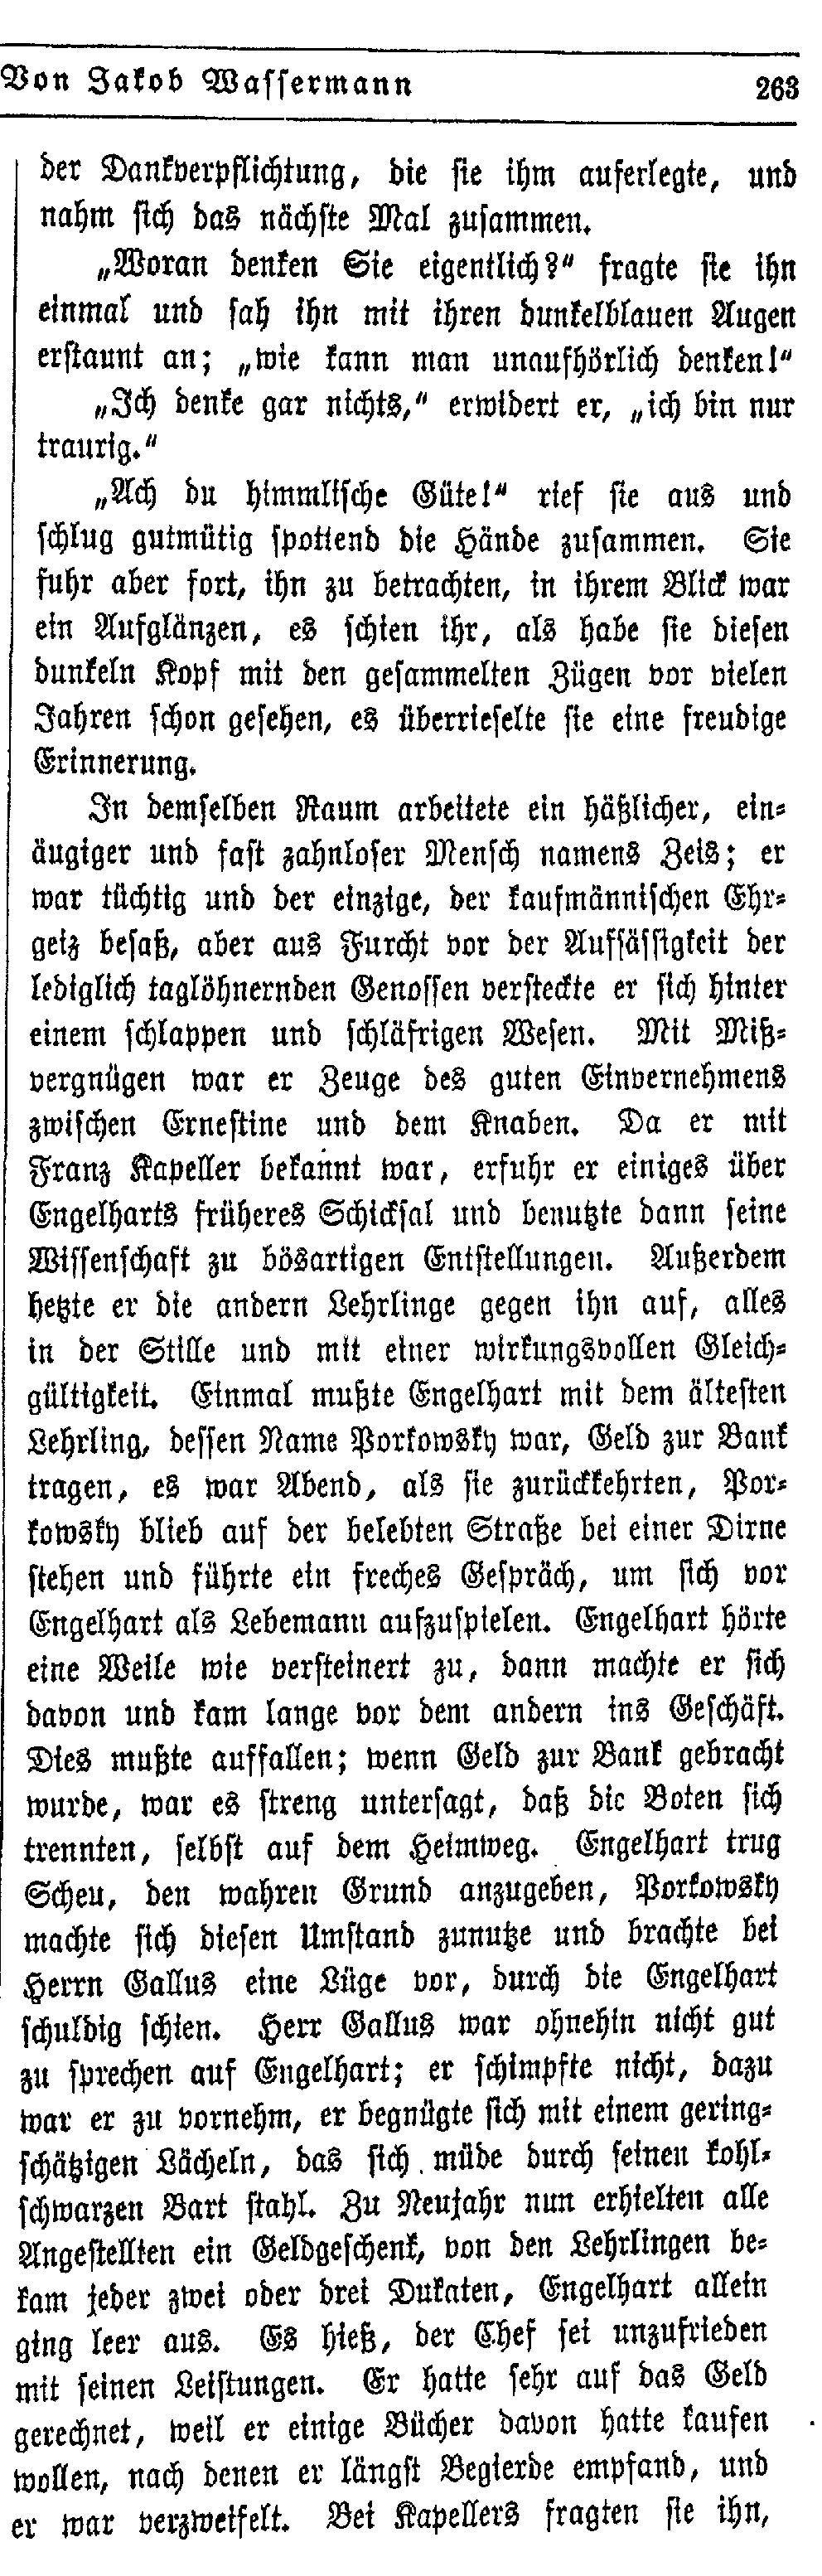 Von Jakob Wassermann 263
der Dankverpflichtung, die sie ihm auferlegte, und
nahm sich das nächste Mal zusammen.
„Woran denken Sie eigentlich?“ fragte sie ihn
einmal und sah ihn mit ihren dunkelblauen Augen
erstaunt an; „wie kann man unaufhörlich denken!“
„Ich denke gar nichts,“ erwidert er, „ich bin nur
traurig.“
„Ach du himmlische Güte!“ rief sie aus und
schlug gutmütig spottend die Hände zusammen. Sie
fuhr aber fort, ihn zu betrachten, in ihrem Blick war
ein Aufglänzen, es schien ihr, als habe sie diesen
dunkeln Kopf mit den gesammelten Zügen vor vielen
Jahren schon gesehen, es überrieselte sie eine freudige
Erinnerung.
In demselben Raum arbeitete ein häßlicher, ein-
äugiger und fast zahnloser Mensch namens Zeis; er
war tüchtig und der einzige, der kaufmännischen Ehr-
geiz besaß, aber aus Furcht vor der Aufsässigkeit der
lediglich taglöhnernden Genossen versteckte er sich hinter
einem schlappen und schläfrigen Wesen. Mit Miß-
vergnügen war er Zeuge des guten Einvernehmens
zwischen Ernestine und dem Knaben. Da er mit
Franz Kapeller bekannt war, erfuhr er einiges über
Engelharts früheres Schicksal und benutzte dann seine
Wissenschaft zu bösartigen Entstellungen. Außerdem
hetzte er die andern Lehrlinge gegen ihn auf, alles
in der Stille und mit einer wirkungsvollen Gleich-
gültigkeit. Einmal mußte Engelhart mit dem ältesten
Lehrling, dessen Name Porkowsky war, Geld zur Bank
tragen, es war Abend, als sie zurückkehrten, Por-
kowsky blieb auf der belebten Straße bei einer Dirne
stehen und führte ein freches Gespräch, um sich vor
Engelhart als Lebemann aufzuspielen. Engelhart hörte
eine Weile wie versteinert zu, dann machte er sich
davon und kam lange vor dem andern ins Geschäft.
Dies mußte auffallen; wenn Geld zur Bank gebracht
wurde, war es streng untersagt, daß die Boten sich
trennten, selbst auf dem Heimweg. Engelhart trug
Scheu, den wahren Grund anzugeben, Porkowsky
machte sich diesen Umstand zunutze und brachte bei
Herrn Gallus eine Lüge vor, durch die Engelhart
schuldig schien. Herr Gallus war ohnehin nicht gut
zu sprechen auf Engelhart; er schimpfte nicht, dazu
war er zu vornehm, er begnügte sich mit einem gering-
schätzigen Lächeln, das sich müde durch seinen kohl-
schwarzen Bart stahl. Zu Neujahr nun erhielten alle
Angestellten ein Geldgeschenk, von den Lehrlingen be-
kam jeder zwei oder drei Dukaten, Engelhart allein
ging leer aus. Es hieß, der Chef sei unzufrieden
mit seinen Leistungen. Er hatte sehr auf das Geld
gerechnet, weil er einige Bücher davon hatte kaufen
wollen, nach denen er längst Begierde empfand, und
er war verzweifelt. Bei Kapellers fragten sie ihn,